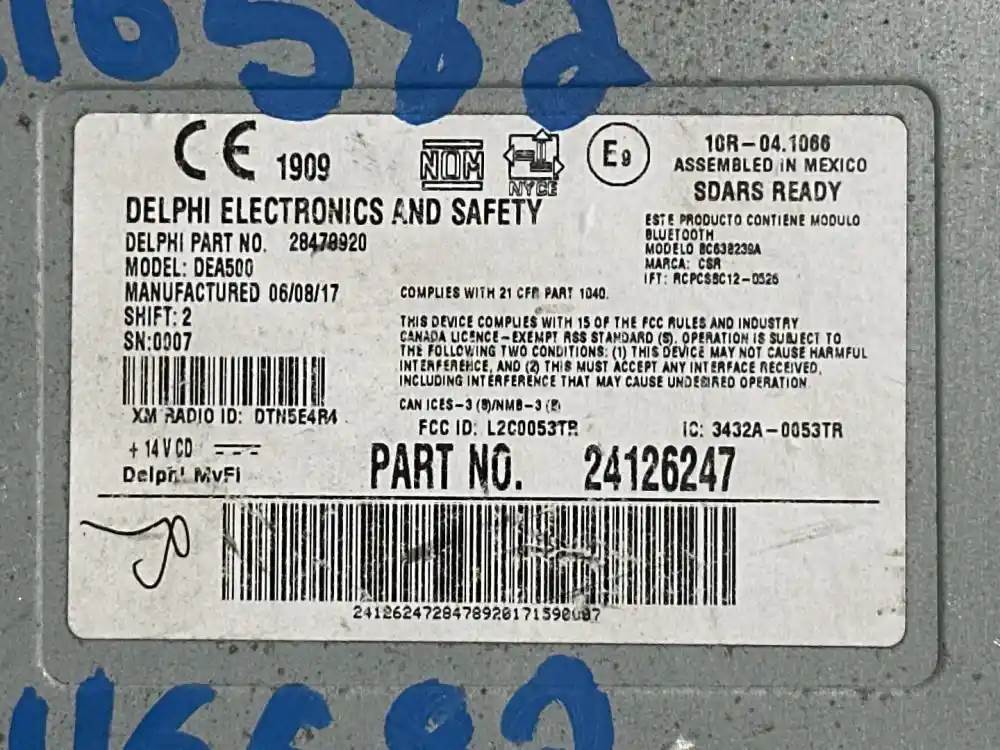 16582
CE 1909
NOM
NYCE
E9
10R-04.1066
ASSEMBLED IN MEXICO
SDARS READY
DELPHI ELECTRONICS AND SAFETY
DELPHI PART NO. 28478920
MODEL: DEA500
MANUFACTURED 06/08/17
SHIFT: 2
SN:0007
ESTE PRODUCTO CONTIENE MODULO
BLUETOOTH
MODELO BC638239A
MARCA: CSR
IFT: RCPCSBC12-0526
COMPLIES WITH 21 CFR PART 1040.
THIS DEVICE COMPLIES WITH 15 OF THE FCC RULES AND INDUSTRY
CANADA LICENCE-EXEMPT RSS STANDARD (S). OPERATION IS SUBJECT TO
THE FOLLOWING TWO CONDITIONS: (1) THIS DEVICE MAY NOT CAUSE HARMFUL
INTERFERENCE, AND (2) THIS MUST ACCEPT ANY INTERFACE RECEIVED,
INCLUDING INTERFERENCE THAT MAY CAUSE UNDESIRED OPERATION.
CAN ICES-3 (B)/NMB-3 (B)
XM RADIO ID: DTN5E4R4
FCC ID: L2C0053TR
IC: 3432A-0053TR
+ 14 V CD
Delphi MyFi
PART NO. 24126247
2412624728478920171590007